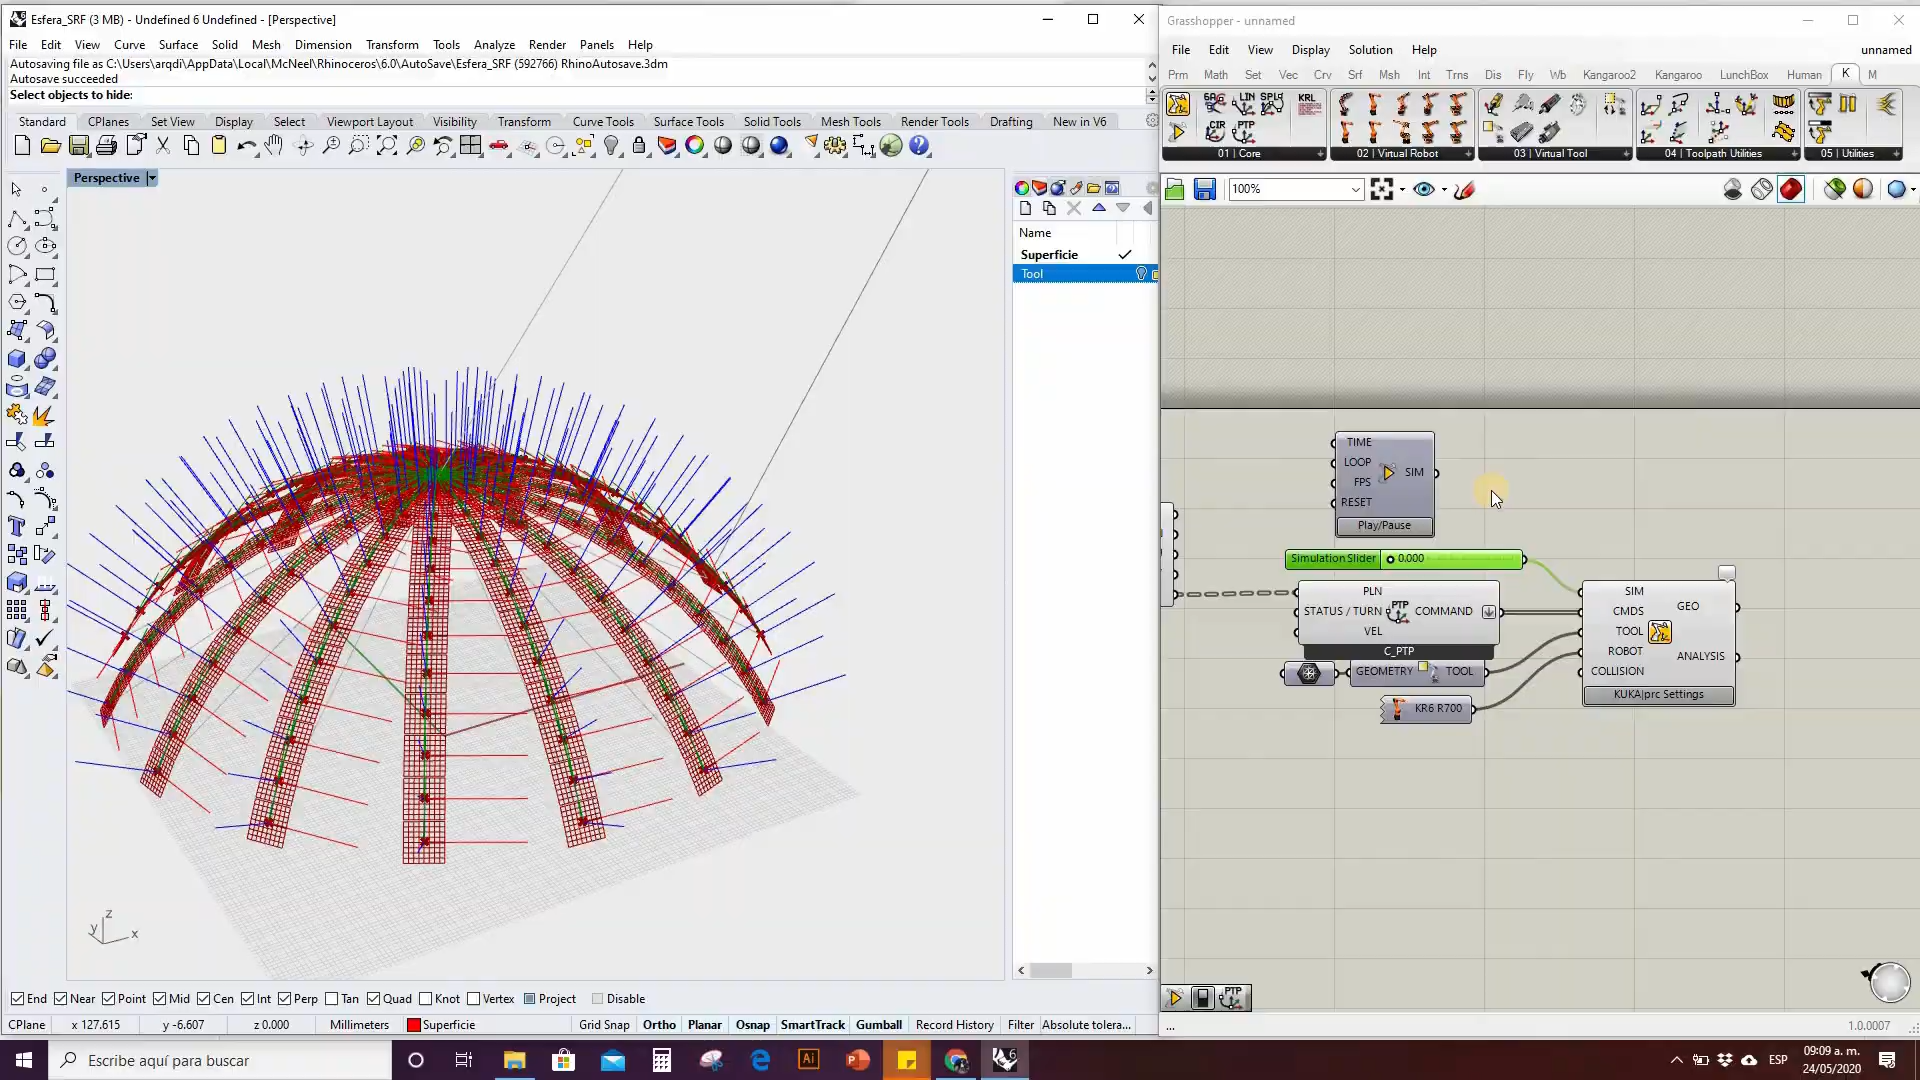 Esfera_SRF (3 MB) - Undefined 6 Undefined - [Perspective]
File Edit View Curve Surface Solid Mesh Dimension Transform Tools Analyze Render Panels Help
Autosaving file as C:\Users\arqdi\AppData\Local\McNeel\Rhinoceros\6.0\AutoSave\Esfera_SRF (592766) RhinoAutosave.3dm
Autosave succeeded
Select objects to hide:
Standard CPlanes Set View Display Select Viewport Layout Visibility Transform Curve Tools Surface Tools Solid Tools Mesh Tools Render Tools Drafting New in V6
Perspective
Name
Superficie
Tool
z
y
x
End Near Point Mid Cen Int Perp Tan Quad Knot Vertex Project Disable
CPlane x 127.615 y -6.607 z 0.000 Millimeters Superficie Grid Snap Ortho Planar Osnap SmartTrack Gumball Record History Filter Absolute tolera...
Grasshopper - unnamed
File Edit View Display Solution Help unnamed
Prm Math Set Vec Crv Srf Msh Int Trns Dis Fly Wb Kangaroo2 Kangaroo LunchBox Human K M
LIN SPL KRL
CIR PTP
01 | Core 02 | Virtual Robot 03 | Virtual Tool 04 | Toolpath Utilities 05 | Utilities
100%
TIME
LOOP
FPS
RESET
SIM
Play/Pause
Simulation Slider 0.000
PLN
STATUS / TURN
VEL
PTP
COMMAND
C_PTP
GEOMETRY TOOL
KR6 R700
SIM
CMDS
TOOL
ROBOT
COLLISION
GEO
ANALYSIS
KUKA|prc Settings
PTP
... 1.0.0007
Escribe aquí para buscar
Ai
ESP
09:09 a. m.
24/05/2020